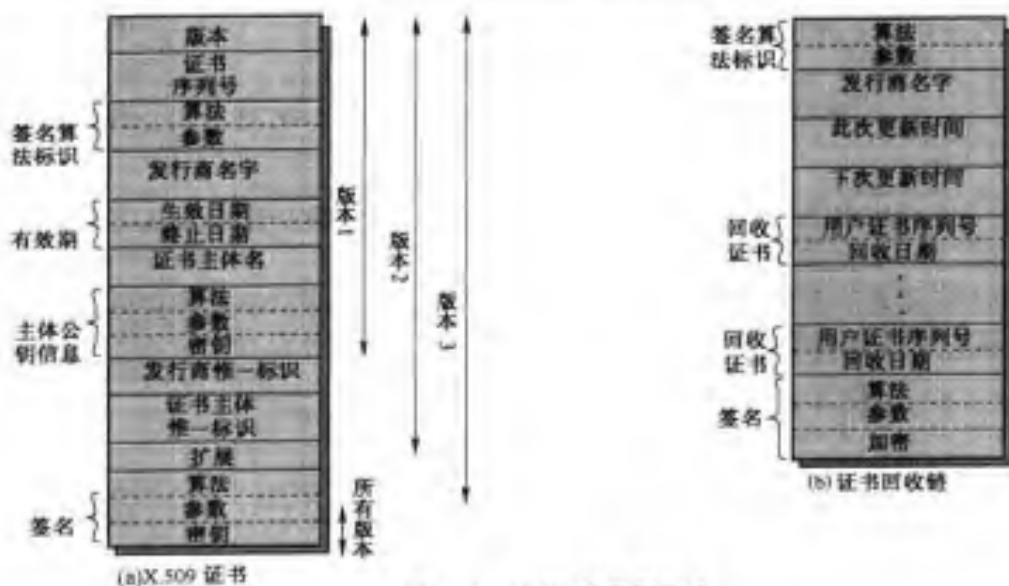 版本
证书
序列号
签名算
法标识
算法
参数
发行商名字
有效期
生效日期
终止日期
证书主体名
主体公
钥信息
算法
参数
密钥
发行商惟一标识
证书主体
惟一标识
扩展
签名
算法
参数
密钥
版本1
版本2
版本3
所有版本
(a)X.509 证书
签名算
法标识
算法
参数
发行商名字
此次更新时间
下次更新时间
回收
证书
用户证书序列号
回收日期
回收
证书
用户证书序列号
回收日期
签名
算法
参数
加密
(b) 证书回收链